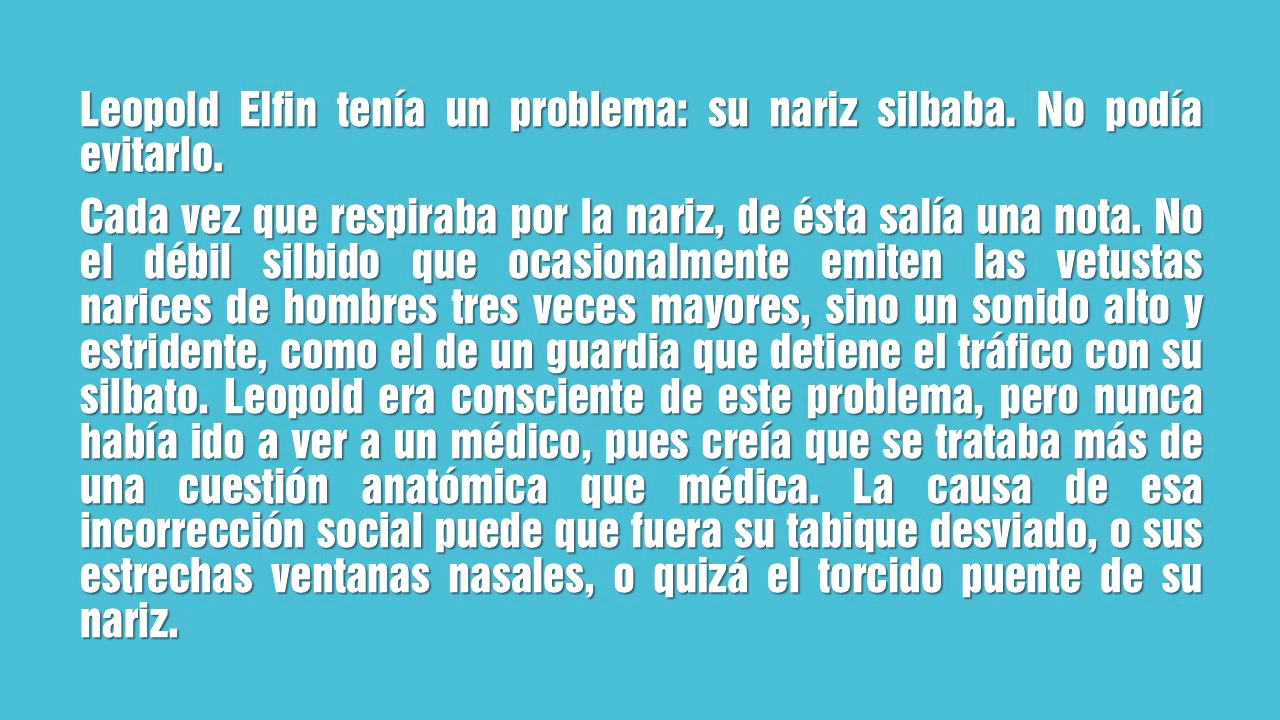 Leopold Elfin tenía un problema: su nariz silbaba. No podía
evitarlo.
Cada vez que respiraba por la nariz, de ésta salía una nota. No
el débil silbido que ocasionalmente emiten las vetustas
narices de hombres tres veces mayores, sino un sonido alto y
estridente, como el de un guardia que detiene el tráfico con su
silbato. Leopold era consciente de este problema, pero nunca
había ido a ver a un médico, pues creía que se trataba más de
una cuestión anatómica que médica. La causa de esa
incorrección social puede que fuera su tabique desviado, o sus
estrechas ventanas nasales, o quizá el torcido puente de su
nariz.